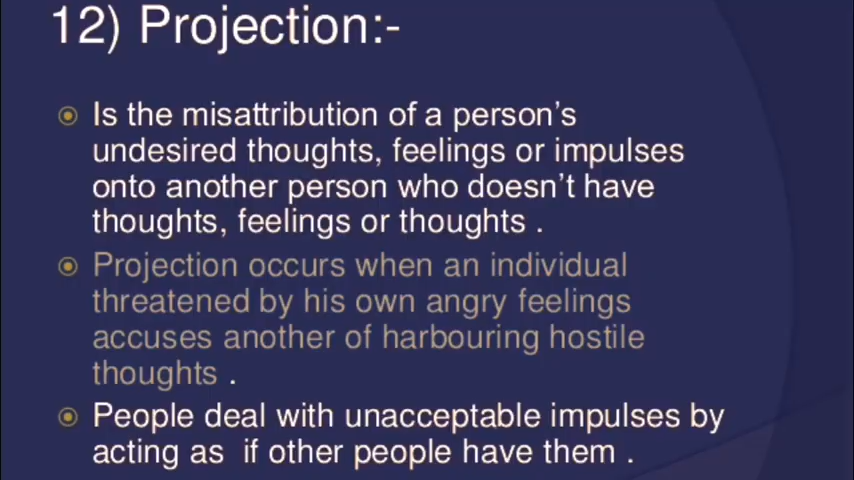 12) Projection:-
Is the misattribution of a person's
undesired thoughts, feelings or impulses
onto another person who doesn't have
thoughts, feelings or thoughts .
Projection occurs when an individual
threatened by his own angry feelings
accuses another of harbouring hostile
thoughts .
People deal with unacceptable impulses by
acting as  if other people have them .